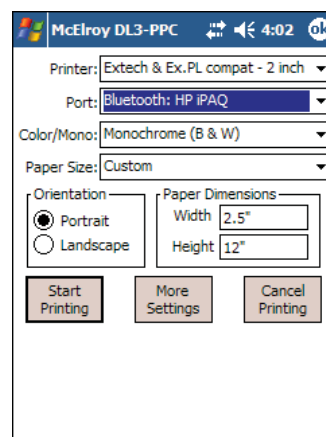 McElroy DL3-PPC 4:02 ok
Printer: Extech & Ex.PL compat - 2 inch
Port: Bluetooth: HP iPAQ
Color/Mono: Monochrome (B & W)
Paper Size: Custom
Orientation Paper Dimensions
Portrait Width 2.5"
Landscape Height 12"
Start More Cancel
Printing Settings Printing